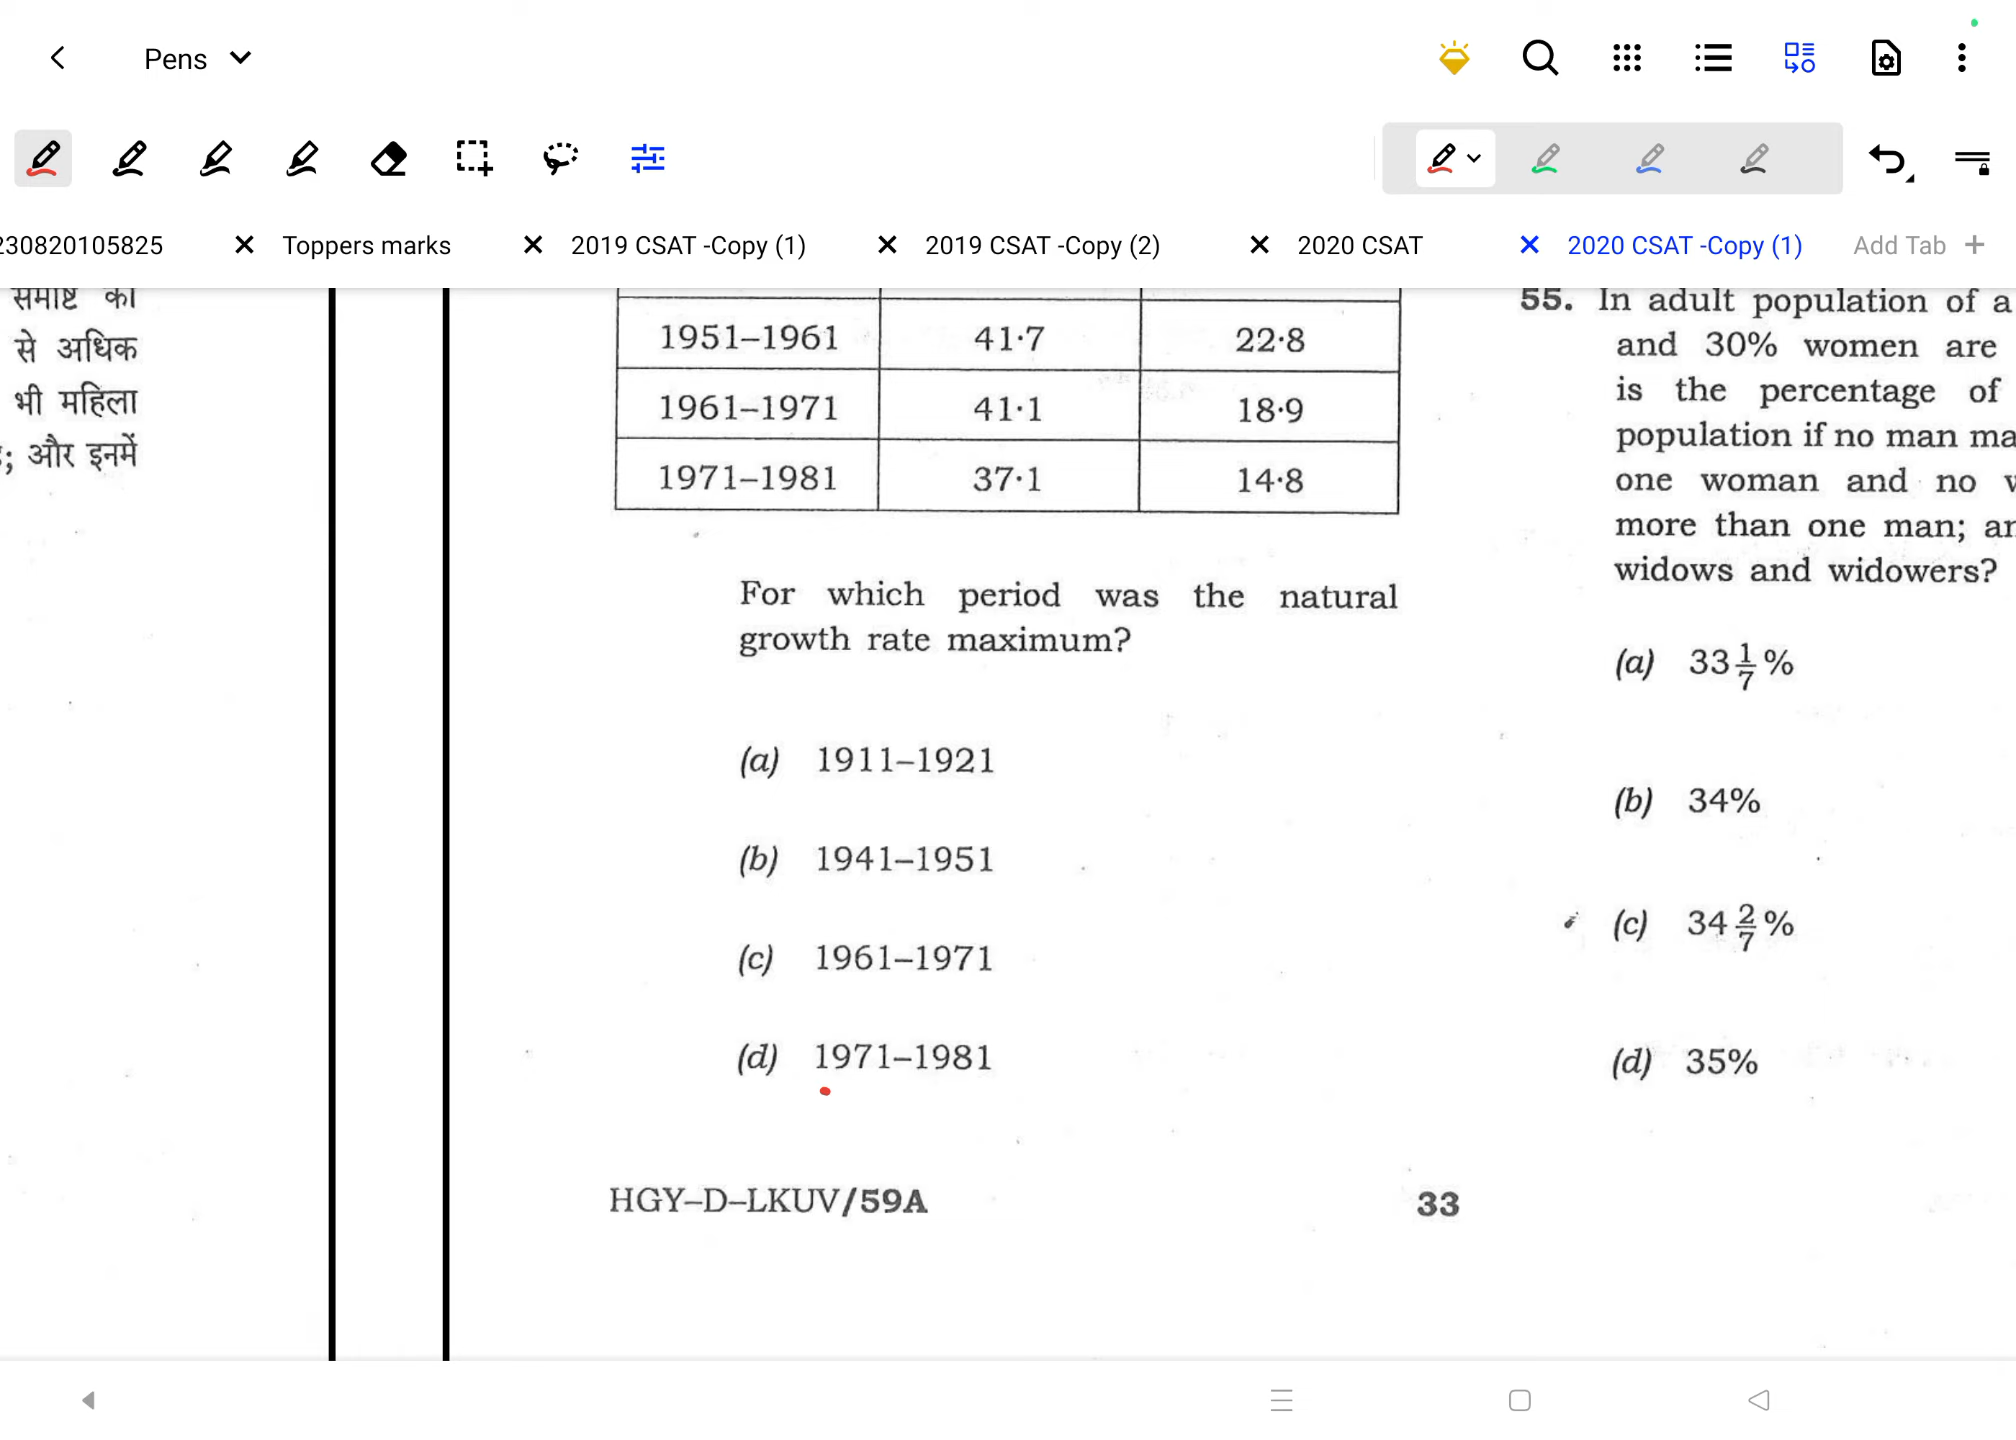 Pens
230820105825
Toppers marks
2019 CSAT -Copy (1)
2019 CSAT -Copy (2)
2020 CSAT
2020 CSAT -Copy (1)
Add Tab +
समष्टि का
से अधिक
भी महिला
; और इनमें
1951–1961 41·7 22·8
1961–1971 41·1 18·9
1971–1981 37·1 14·8
For which period was the natural
growth rate maximum?
(a) 1911–1921
(b) 1941–1951
(c) 1961–1971
(d) 1971–1981
HGY–D–LKUV/59A
33
55. In adult population of a
and 30% women are
is the percentage of
population if no man ma
one woman and no
more than one man; an
widows and widowers?
(a) 33 1/7 %
(b) 34%
(c) 34 2/7 %
(d) 35%